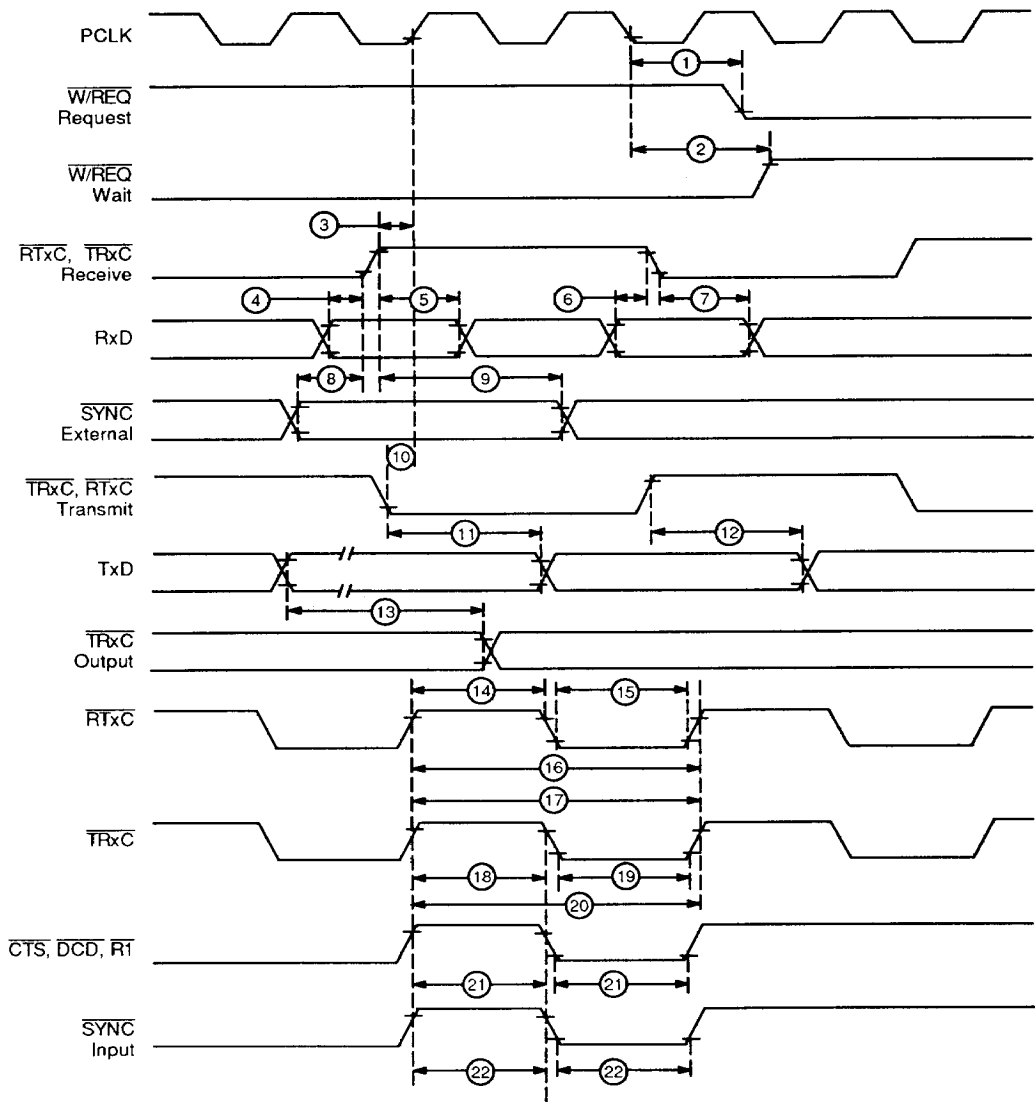 PCLK
1
W/REQ
Request
2
W/REQ
Wait
3
RTxC, TRxC
Receive
4
5
6
7
RxD
8
9
SYNC
External
10
TRxC, RTxC
Transmit
11
12
TxD
13
TRxC
Output
14
15
RTxC
16
17
TRxC
18
19
20
CTS, DCD, R1
21
21
SYNC
Input
22
22